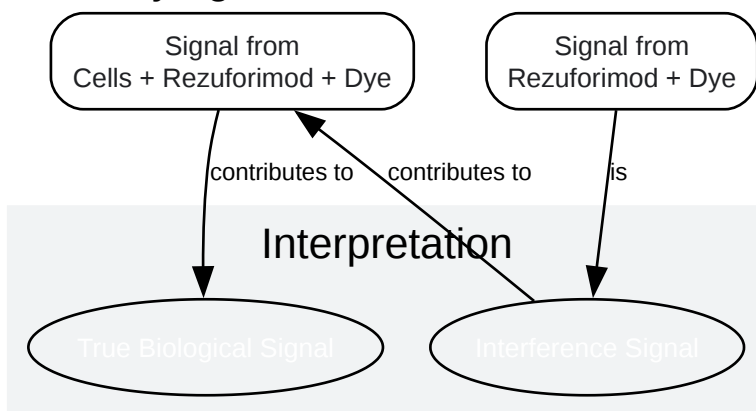 Signal from
Cells + Rezuforimod + Dye
Signal from
Rezuforimod + Dye
contributes to
contributes to
is
Interpretation
True Biological Signal
Interference Signal